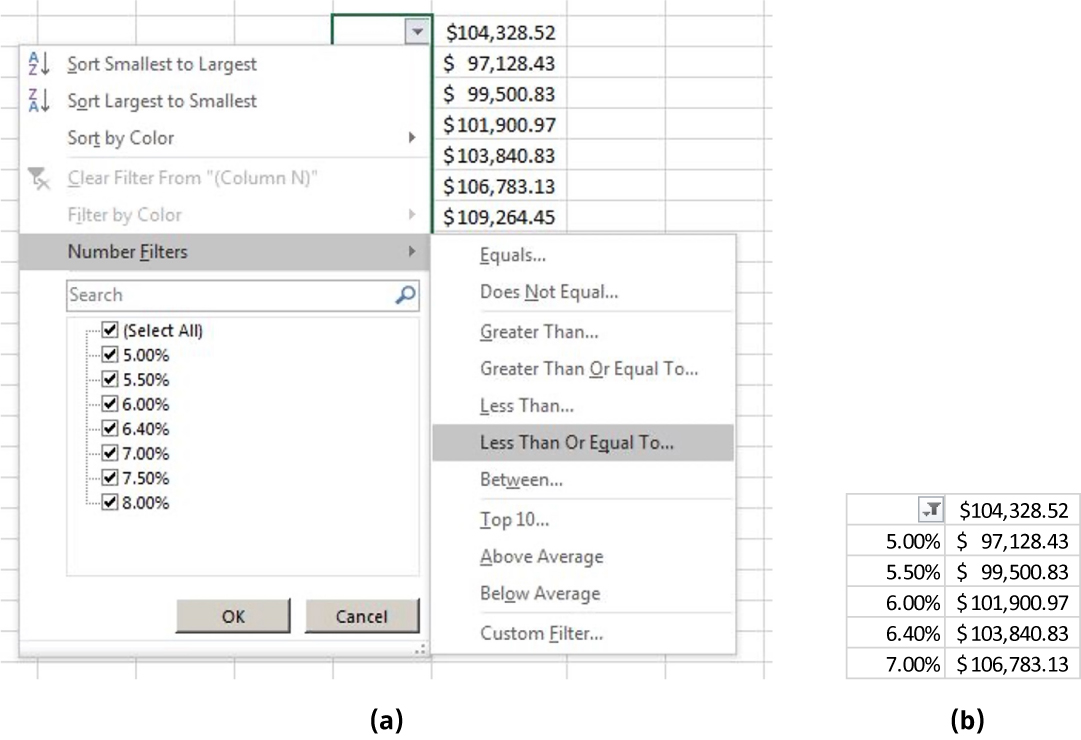 $104,328.52
Sort Smallest to Largest
$ 97,128.43
Sort Largest to Smallest
$ 99,500.83
Sort by Color
$101,900.97
$103,840.83
Clear Filter From "(Column N)"
$106,783.13
Filter by Color
$109,264.45
Number Filters
Search
(Select All)
5.00%
5.50%
6.00%
6.40%
7.00%
7.50%
8.00%
OK Cancel
Equals...
Does Not Equal...
Greater Than...
Greater Than Or Equal To...
Less Than...
Less Than Or Equal To...
Between...
Top 10...
Above Average
Below Average
Custom Filter...
(a)
$104,328.52
5.00% $ 97,128.43
5.50% $ 99,500.83
6.00% $101,900.97
6.40% $103,840.83
7.00% $106,783.13
(b)